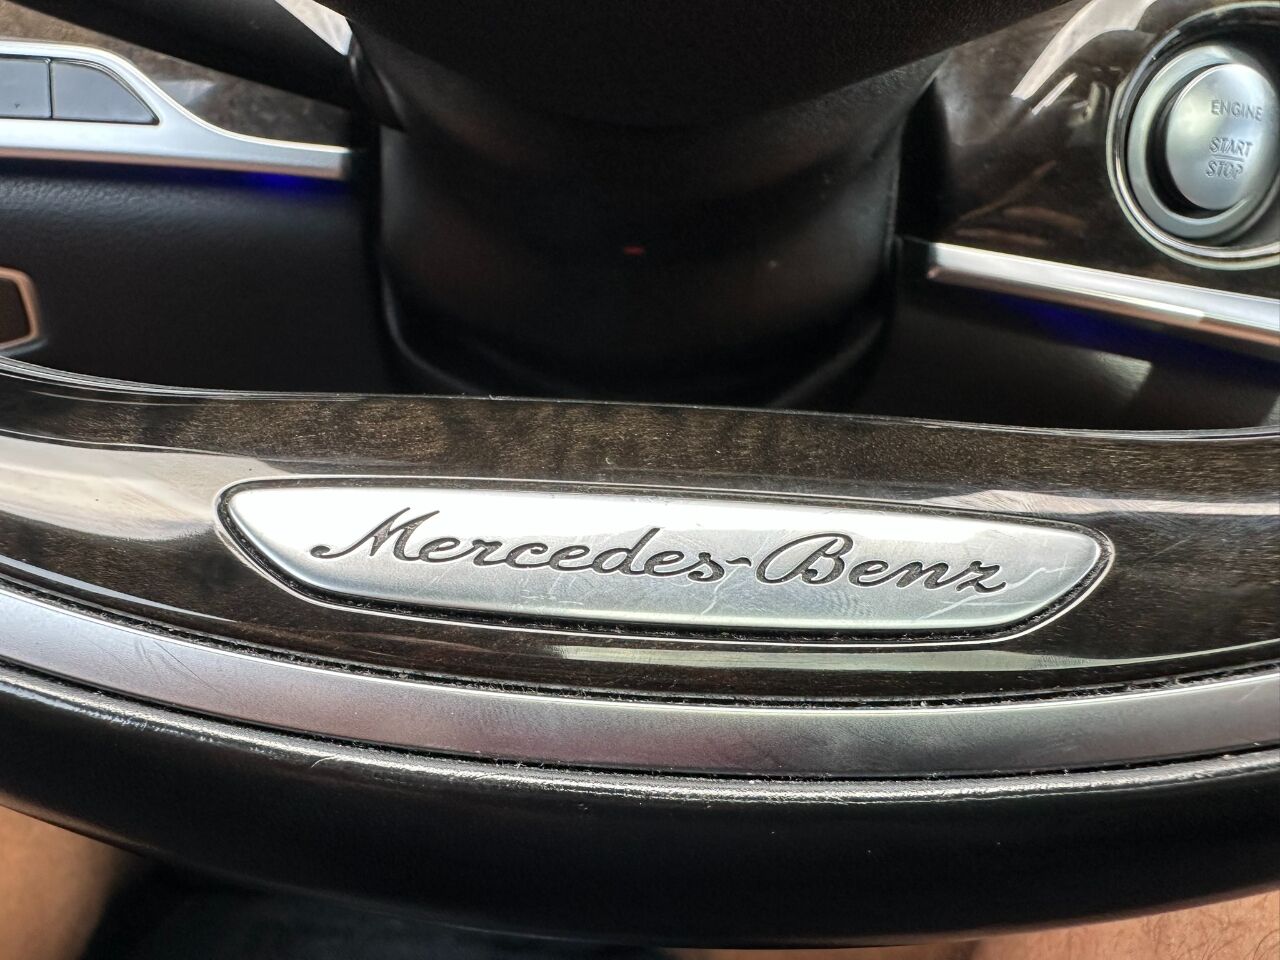 ENGINE
START
STOP
Mercedes-Benz